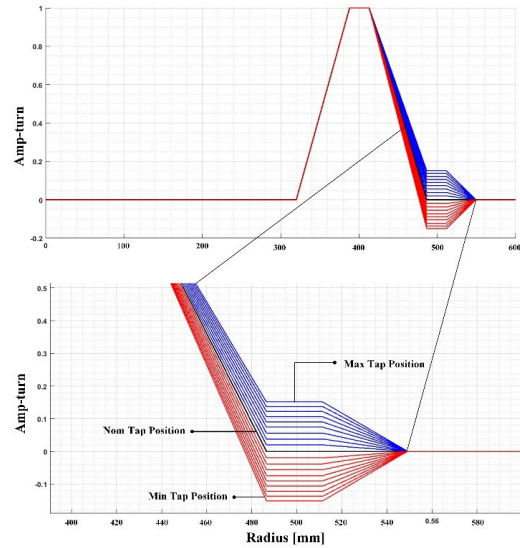 1
0.8
0.6
0.4
0.2
0
-0.2
Amp-turn
0 100 200 300 400 500 600
0.5
0.4
0.3
0.2
0.1
0
-0.1
Amp-turn
Max Tap Position
Nom Tap Position
Min Tap Position
400 420 440 460 480 500 520 540 0.56 580
Radius [mm]